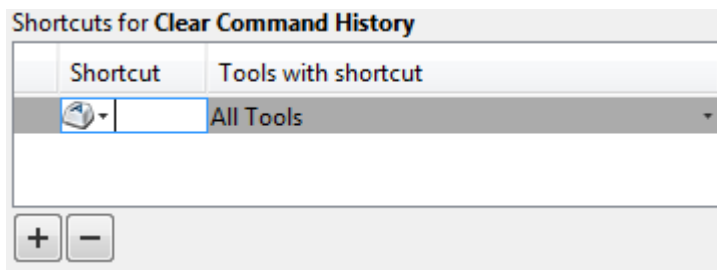 Shortcuts for Clear Command History
Shortcut Tools with shortcut
All Tools